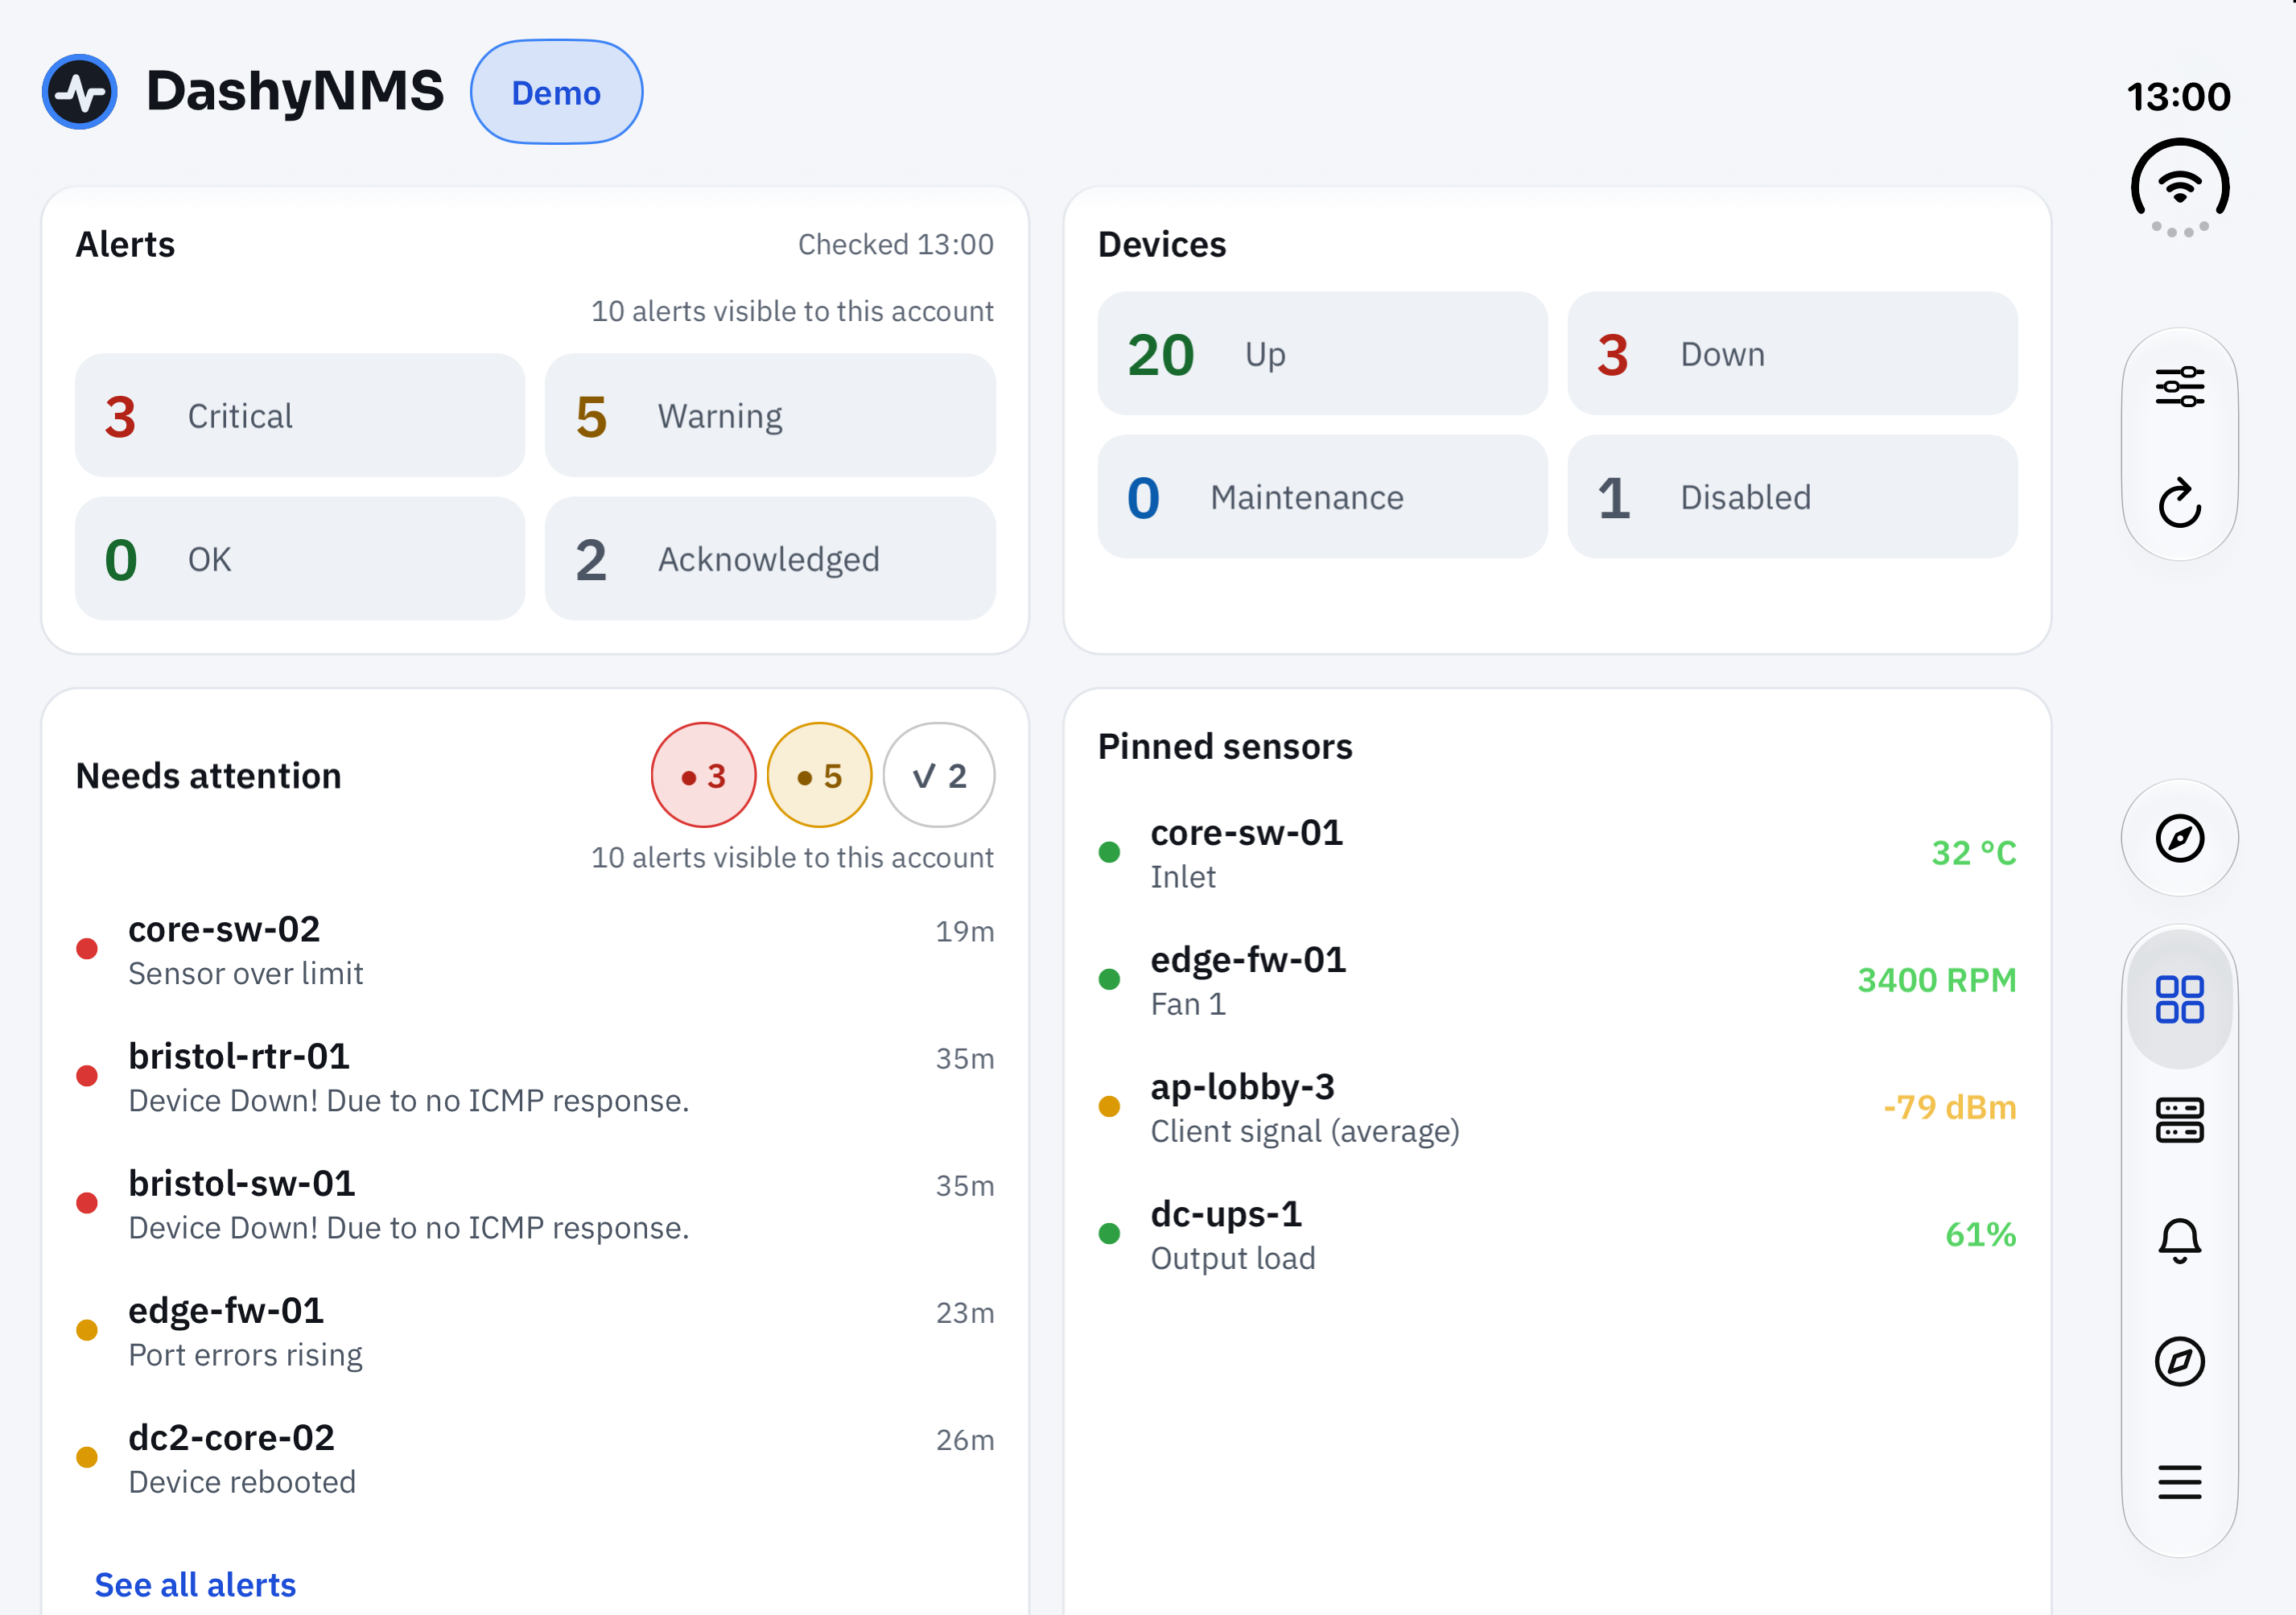 DashyNMS
Demo
13:00
Alerts
Checked 13:00
10 alerts visible to this account
3 Critical
5 Warning
0 OK
2 Acknowledged
Devices
20 Up
3 Down
0 Maintenance
1 Disabled
Needs attention
3
5
✓ 2
10 alerts visible to this account
core-sw-02
19m
Sensor over limit
bristol-rtr-01
35m
Device Down! Due to no ICMP response.
bristol-sw-01
35m
Device Down! Due to no ICMP response.
edge-fw-01
23m
Port errors rising
dc2-core-02
26m
Device rebooted
See all alerts
Pinned sensors
core-sw-01
Inlet
32 °C
edge-fw-01
Fan 1
3400 RPM
ap-lobby-3
Client signal (average)
-79 dBm
dc-ups-1
Output load
61%